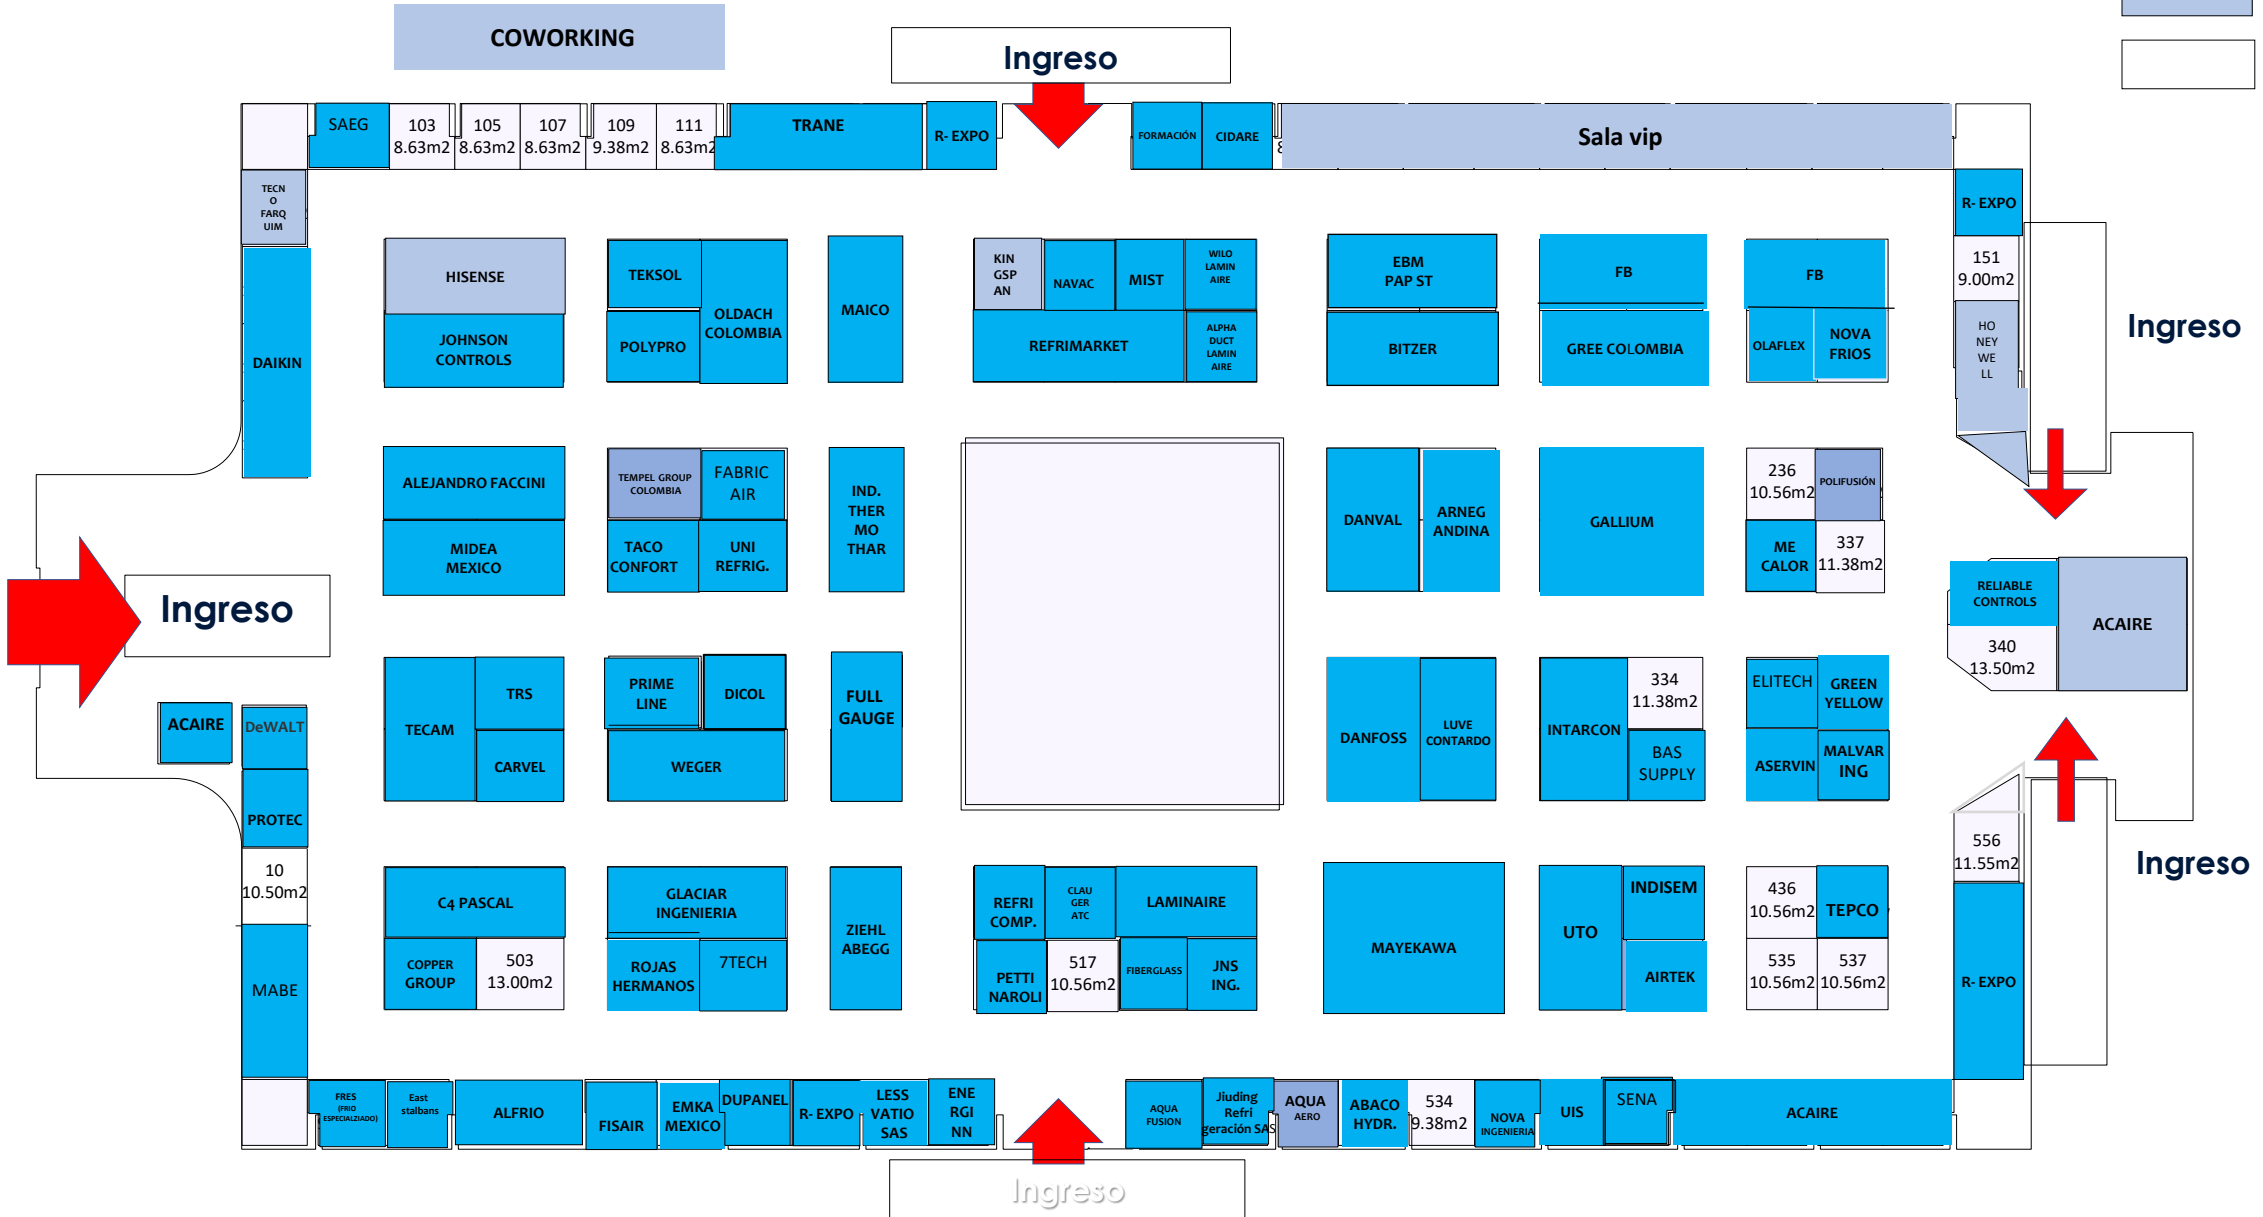 COWORKING
Ingreso
SAEG
103
8.63m2
105
8.63m2
107
8.63m2
109
9.38m2
111
8.63m2
TRANE
R- EXPO
FORMACIÓN
CIDARE
Sala vip
TECN
O
FARQ
UIM
R- EXPO
HISENSE
TEKSOL
OLDACH
COLOMBIA
MAICO
KIN
GSP
AN
NAVAC
MIST
WILO
LAMIN
AIRE
EBM
PAP ST
FB
FB
151
9.00m2
DAIKIN
JOHNSON
CONTROLS
POLYPRO
REFRIMARKET
ALPHA
DUCT
LAMIN
AIRE
BITZER
GREE COLOMBIA
OLAFLEX
NOVA
FRIOS
HO
NEY
WE
LL
Ingreso
ALEJANDRO FACCINI
TEMPEL GROUP
COLOMBIA
FABRIC
AIR
IND.
THER
MO
THAR
DANVAL
ARNEG
ANDINA
GALLIUM
236
10.56m2
POLIFUSIÓN
MIDEA
MEXICO
TACO
CONFORT
UNI
REFRIG.
ME
CALOR
337
11.38m2
Ingreso
RELIABLE
CONTROLS
ACAIRE
340
13.50m2
ACAIRE
DeWALT
TECAM
TRS
PRIME
LINE
DICOL
FULL
GAUGE
DANFOSS
LUVE
CONTARDO
INTARCON
334
11.38m2
ELITECH
GREEN
YELLOW
CARVEL
WEGER
BAS
SUPPLY
ASERVIN
MALVAR
ING
PROTEC
10
10.50m2
556
11.55m2
Ingreso
C4 PASCAL
GLACIAR
INGENIERIA
ZIEHL
ABEGG
REFRI
COMP.
CLAU
GER
ATC
LAMINAIRE
MAYEKAWA
UTO
INDISEM
436
10.56m2
TEPCO
MABE
COPPER
GROUP
503
13.00m2
ROJAS
HERMANOS
7TECH
PETTI
NAROLI
517
10.56m2
FIBERGLASS
JNS
ING.
AIRTEK
535
10.56m2
537
10.56m2
R- EXPO
FRES
(FRIO
ESPECIALZIADO)
East
stalbans
ALFRIO
FISAIR
EMKA
MEXICO
DUPANEL
R- EXPO
LESS
VATIO
SAS
ENE
RGI
NN
AQUA
FUSION
Jiuding
Refri
geración SAS
AQUA
AERO
ABACO
HYDR.
534
9.38m2
NOVA
INGENIERIA
UIS
SENA
ACAIRE
Ingreso